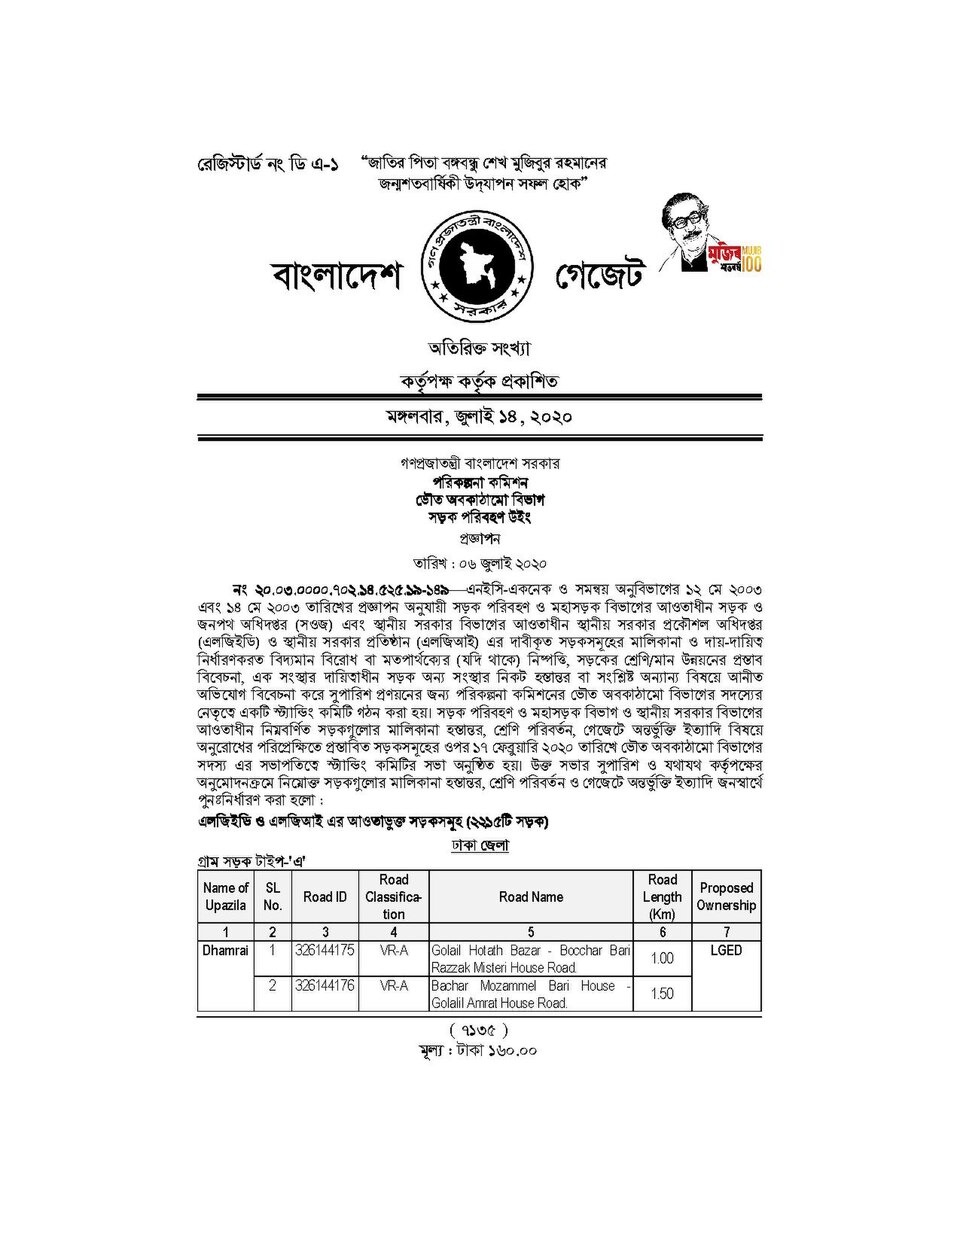 রেজিস্টার্ড নং ডি এ-১
“জাতির পিতা বঙ্গবন্ধু শেখ মুজিবুর রহমানের
জন্মশতবার্ষিকী উদ্‌যাপন সফল হোক”
গণপ্রজাতন্ত্রী বাংলাদেশ
সরকার
বাংলাদেশ গেজেট
মুজিব MUJIB
শতবর্ষ 100
অতিরিক্ত সংখ্যা
কর্তৃপক্ষ কর্তৃক প্রকাশিত
মঙ্গলবার, জুলাই ১৪, ২০২০
গণপ্রজাতন্ত্রী বাংলাদেশ সরকার
পরিকল্পনা কমিশন
ভৌত অবকাঠামো বিভাগ
সড়ক পরিবহণ উইং
প্রজ্ঞাপন
তারিখ : ০৬ জুলাই ২০২০
নং ২০.০৩.০০০০.৭০২.১৪.৫২৫.১৯-১৪৯—এনইসি-একনেক ও সমন্বয় অনুবিভাগের ১২ মে ২০০৩
এবং ১৪ মে ২০০৩ তারিখের প্রজ্ঞাপন অনুযায়ী সড়ক পরিবহণ ও মহাসড়ক বিভাগের আওতাধীন সড়ক ও
জনপথ অধিদপ্তর (সওজ) এবং স্থানীয় সরকার বিভাগের আওতাধীন স্থানীয় সরকার প্রকৌশল অধিদপ্তর
(এলজিইডি) ও স্থানীয় সরকার প্রতিষ্ঠান (এলজিআই) এর দাবীকৃত সড়কসমূহের মালিকানা ও দায়-দায়িত্ব
নির্ধারণকরত বিদ্যমান বিরোধ বা মতপার্থক্যের (যদি থাকে) নিষ্পত্তি, সড়কের শ্রেণি/মান উন্নয়নের প্রস্তাব
বিবেচনা, এক সংস্থার দায়িত্বাধীন সড়ক অন্য সংস্থার নিকট হস্তান্তর বা সংশ্লিষ্ট অন্যান্য বিষয়ে আনীত
অভিযোগ বিবেচনা করে সুপারিশ প্রণয়নের জন্য পরিকল্পনা কমিশনের ভৌত অবকাঠামো বিভাগের সদস্যের
নেতৃত্বে একটি স্ট্যান্ডিং কমিটি গঠন করা হয়। সড়ক পরিবহণ ও মহাসড়ক বিভাগ ও স্থানীয় সরকার বিভাগের
আওতাধীন নিম্নবর্ণিত সড়কগুলোর মালিকানা হস্তান্তর, শ্রেণি পরিবর্তন, গেজেটে অন্তর্ভুক্তি ইত্যাদি বিষয়ে
অনুরোধের পরিপ্রেক্ষিতে প্রস্তাবিত সড়কসমূহের ওপর ১৭ ফেব্রুয়ারি ২০২০ তারিখে ভৌত অবকাঠামো বিভাগের
সদস্য এর সভাপতিত্বে স্ট্যান্ডিং কমিটির সভা অনুষ্ঠিত হয়। উক্ত সভার সুপারিশ ও যথাযথ কর্তৃপক্ষের
অনুমোদনক্রমে নিম্নোক্ত সড়কগুলোর মালিকানা হস্তান্তর, শ্রেণি পরিবর্তন ও গেজেটে অন্তর্ভুক্তি ইত্যাদি জনস্বার্থে
পুনঃনির্ধারণ করা হলো :
এলজিইডি ও এলজিআই এর আওতাভুক্ত সড়কসমূহ (২২১৫টি সড়ক)
ঢাকা জেলা
গ্রাম সড়ক টাইপ-'এ'
Name of Upazila SL No. Road ID Road Classification Road Name Road Length (Km) Proposed Ownership
1 2 3 4 5 6 7
Dhamrai 1 326144175 VR-A Golail Hotath Bazar - Bocchar Bari Razzak Misteri House Road. 1.00 LGED
2 326144176 VR-A Bachar Mozammel Bari House - Golalil Amrat House Road. 1.50
( ৭১৩৫ )
মূল্য : টাকা ১৬০.০০